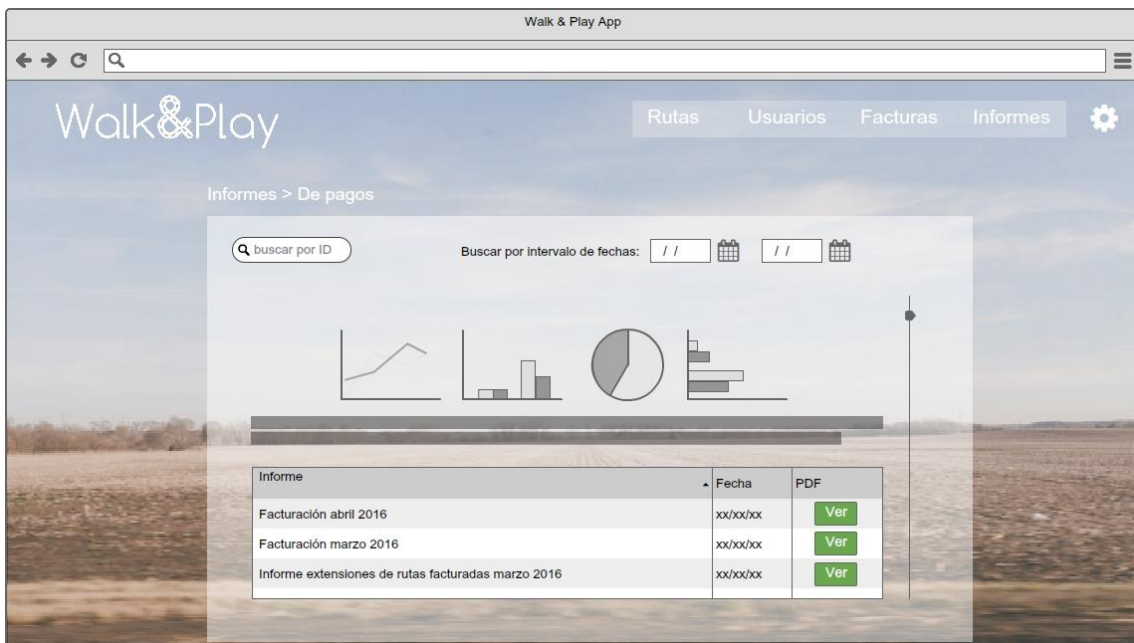 Walk & Play App
Walk&Play
Rutas Usuarios Facturas Informes
Informes > De pagos
buscar por ID Buscar por intervalo de fechas: / / / /
Informe Fecha PDF
Facturación abril 2016 xx/xx/xx Ver
Facturación marzo 2016 xx/xx/xx Ver
Informe extensiones de rutas facturadas marzo 2016 xx/xx/xx Ver